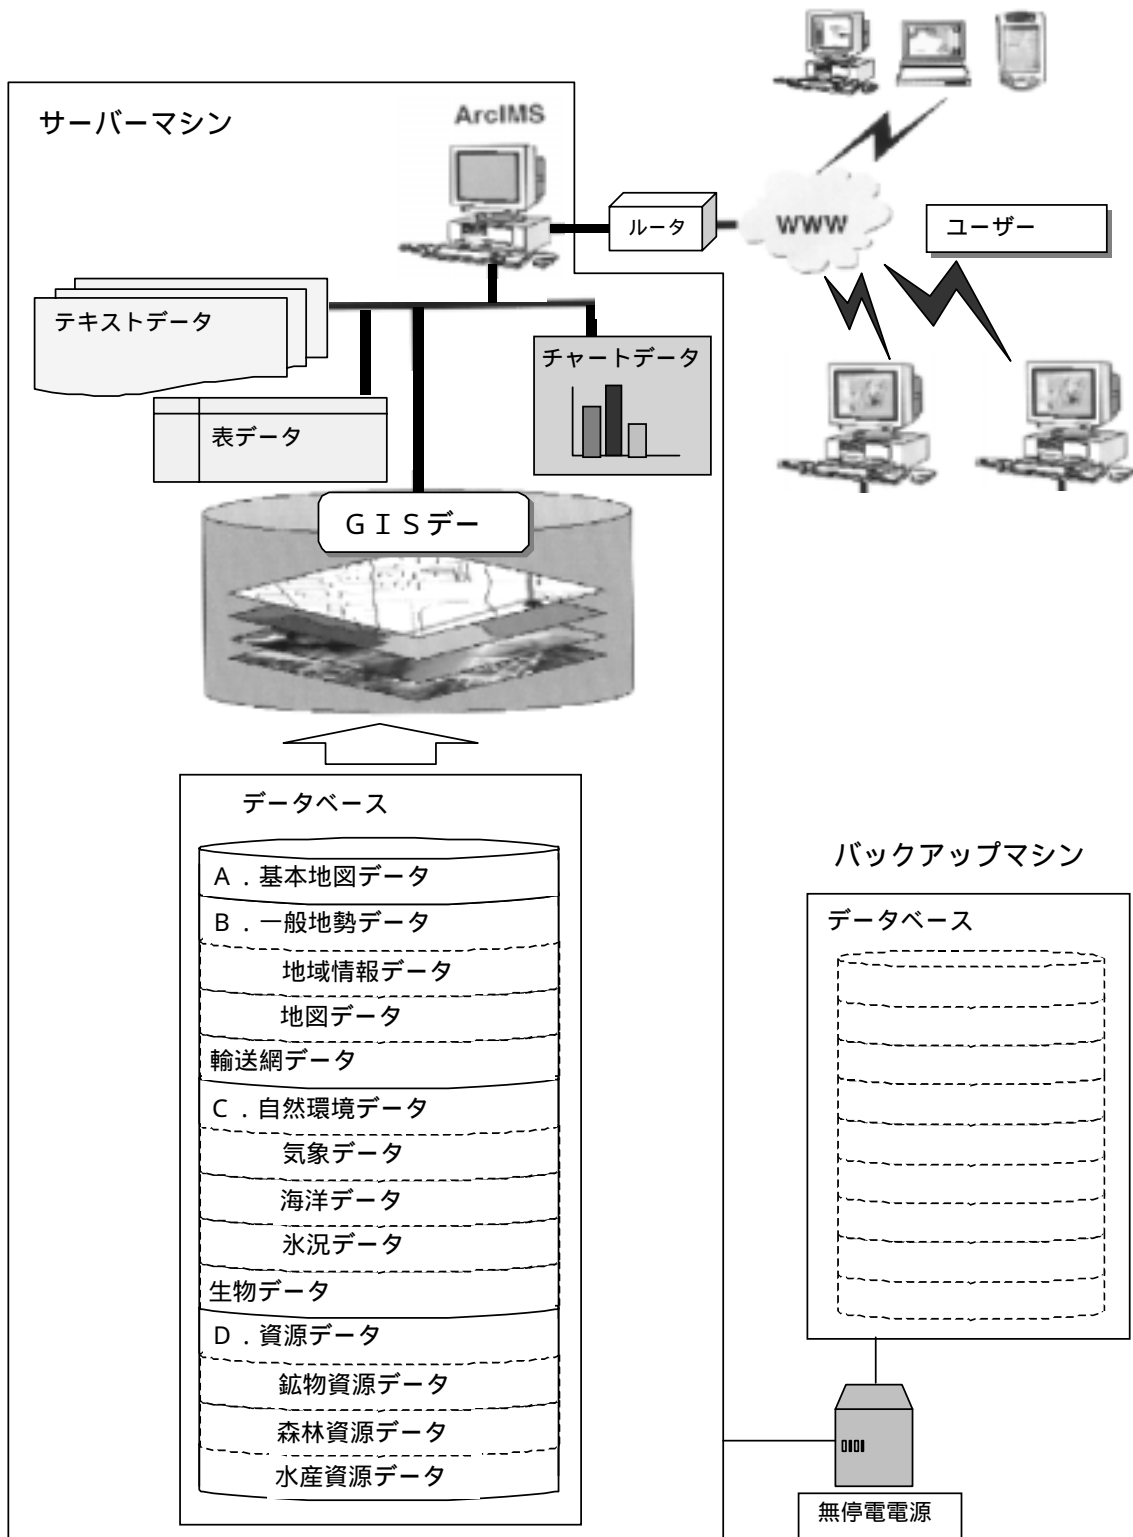 サーバーマシン
ArcIMS
ルータ
WWW
ユーザー
テキストデータ
表データ
チャートデータ
ＧＩＳデー
データベース
Ａ．基本地図データ
Ｂ．一般地勢データ
地域情報データ
地図データ
輸送網データ
Ｃ．自然環境データ
気象データ
海洋データ
氷況データ
生物データ
Ｄ．資源データ
鉱物資源データ
森林資源データ
水産資源データ
バックアップマシン
データベース
無停電電源